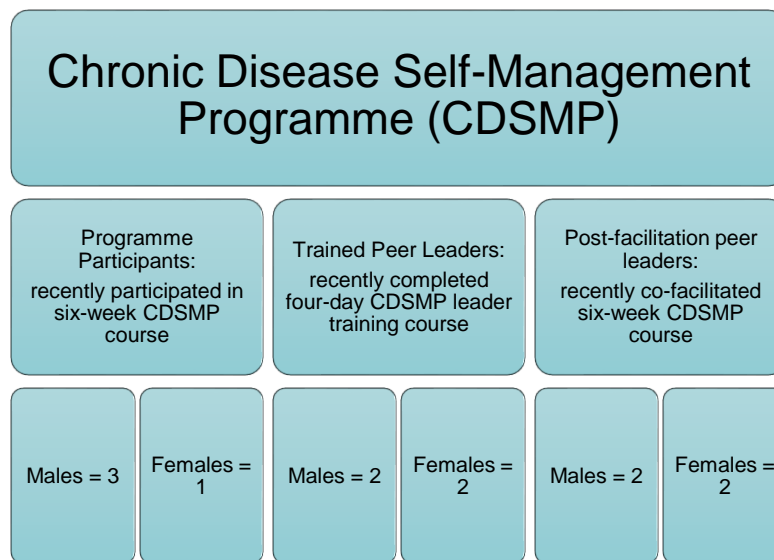 Chronic Disease Self-Management
Programme (CDSMP)
Programme
Participants:
recently participated in
six-week CDSMP
course
Trained Peer Leaders:
recently completed
four-day CDSMP leader
training course
Post-facilitation peer
leaders:
recently co-facilitated
six-week CDSMP
course
Males = 3
Females =
1
Males = 2
Females =
2
Males = 2
Females =
2